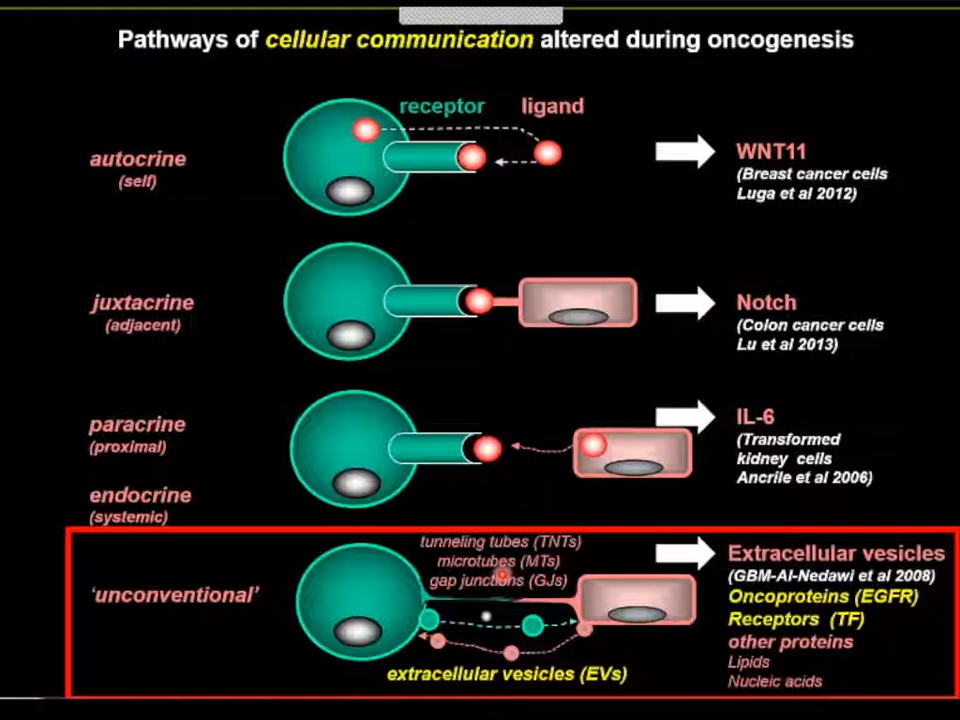 Pathways of cellular communication altered during oncogenesis
receptor ligand
autocrine
(self)
WNT11
(Breast cancer cells
Luga et al 2012)
juxtacrine
(adjacent)
Notch
(Colon cancer cells
Lu et al 2013)
paracrine
(proximal)
IL-6
(Transformed
kidney cells
Ancrile et al 2006)
endocrine
(systemic)
tunneling tubes (TNTs)
microtubes (MTs)
gap junctions (GJs)
'unconventional'
extracellular vesicles (EVs)
Extracellular vesicles
(GBM-Al-Nedawi et al 2008)
Oncoproteins (EGFR)
Receptors (TF)
other proteins
Lipids
Nucleic acids